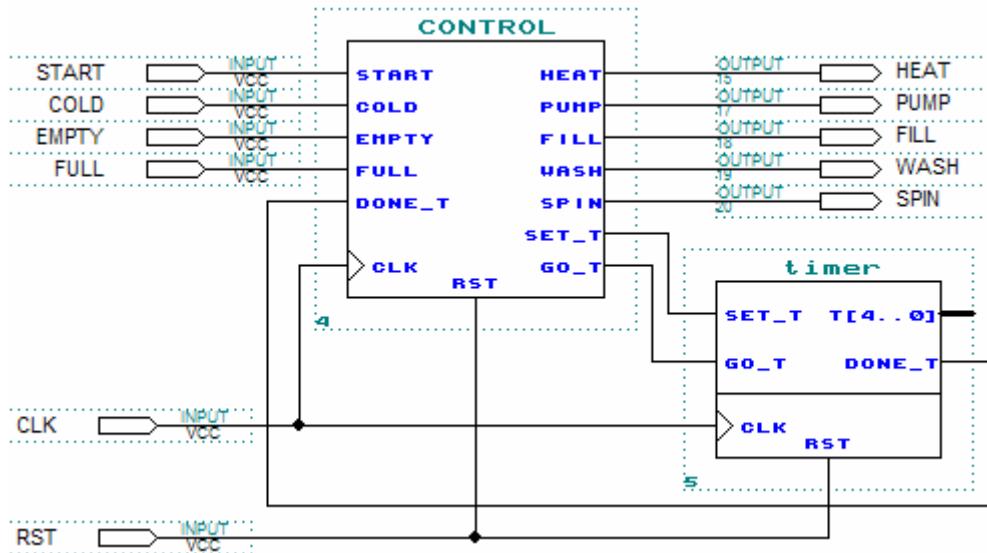 CONTROL
START INPUT VCC START HEAT OUTPUT 15 HEAT
COLD INPUT VCC COLD PUMP OUTPUT 17 PUMP
EMPTY INPUT VCC EMPTY FILL OUTPUT 18 FILL
FULL INPUT VCC FULL WASH OUTPUT 19 WASH
DONE_T SPIN OUTPUT 20 SPIN
SET_T
CLK GO_T
RST
4
timer
SET_T T[4..0]
GO_T DONE_T
CLK INPUT VCC CLK
RST
5
RST INPUT VCC